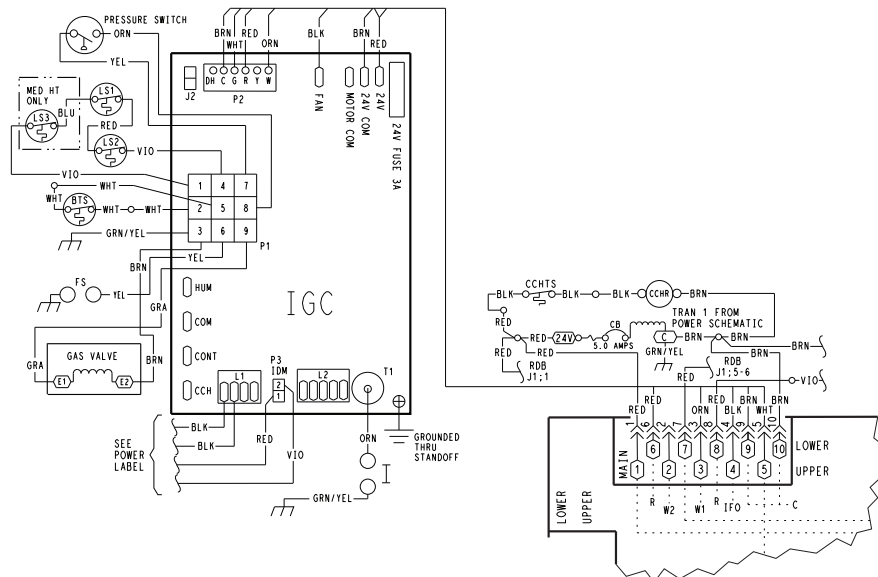 PRESSURE SWITCH
ORN
YEL
MED HT
ONLY
LS1
LS3
BLU
RED
LS2
VIO
VIO
WHT
WHT
BTS
WHT
WHT
GRN/YEL
BRN
YEL
FS
YEL
GRA
GAS VALVE
GRA
E1
E2
BRN
BRN
WHT
RED
ORN
BLK
BRN
RED
J2
DH C G R Y W
P2
FAN
MOTOR COM
24V COM
24V
24V FUSE 3A
1 4 7
2 5 8
3 6 9
P1
IGC
HUM
COM
CONT
CCH
L1
P3
IDM
2
1
L2
T1
SEE
POWER
LABEL
BLK
BLK
RED
VIO
ORN
GRN/YEL
I
GROUNDED
THRU
STANDOFF
CCHTS
BLK
BLK
BLK
CCHR
BRN
TRAN 1 FROM
POWER SCHEMATIC
RED
CB
RED
24V
5.0 AMPS
C
BRN
BRN
RED
RED
GRN/YEL
RDB
J1;1
RED
RDB
J1;5-6
BRN
VIO
RED
RED
ORN
RED
BLK
BRN
WHT
BRN
1 6 2 7 3 8 4 9 5 10
MAIN
6 7 8 9 10
LOWER
1 2 3 4 5
UPPER
R
W2
W1
R
IFO
C
LOWER
UPPER